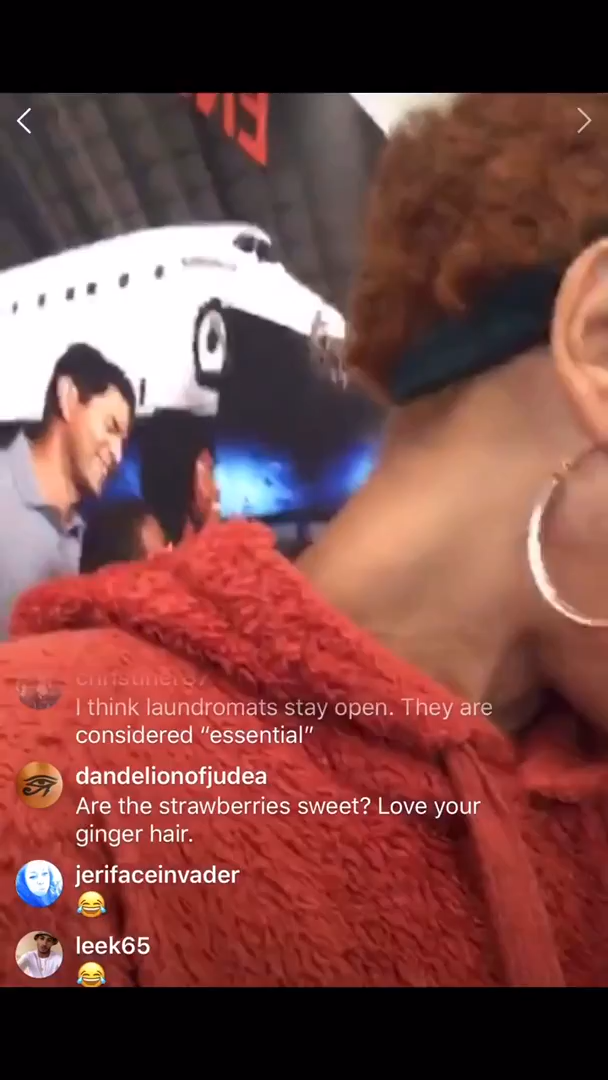 I think laundromats stay open. They are
considered “essential”
dandelionofjudea
Are the strawberries sweet? Love your
ginger hair.
jerifaceinvader
😂
leek65
😂